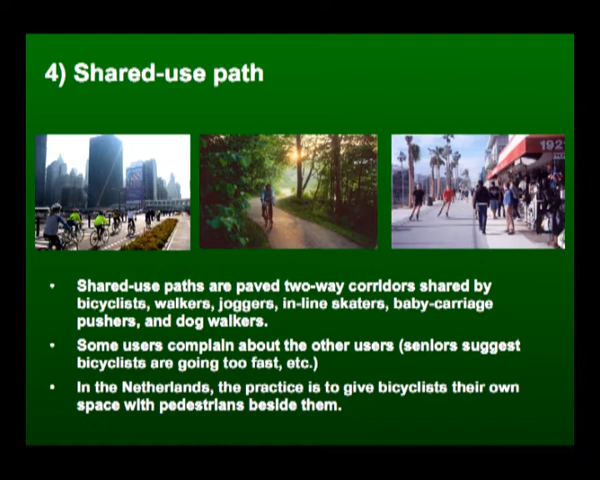 4) Shared-use path
192
• Shared-use paths are paved two-way corridors shared by
bicyclists, walkers, joggers, in-line skaters, baby-carriage
pushers, and dog walkers.
• Some users complain about the other users (seniors suggest
bicyclists are going too fast, etc.)
• In the Netherlands, the practice is to give bicyclists their own
space with pedestrians beside them.